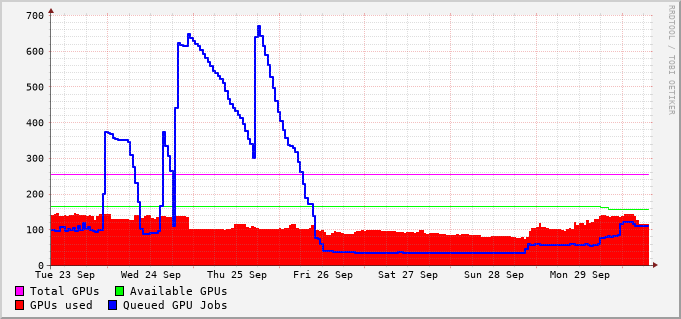 700
600
500
400
300
200
100
0
Tue 23 Sep Wed 24 Sep Thu 25 Sep Fri 26 Sep Sat 27 Sep Sun 28 Sep Mon 29 Sep
Total GPUs Available GPUs
GPUs used Queued GPU Jobs
RRDTOOL / TOBI OETIKER